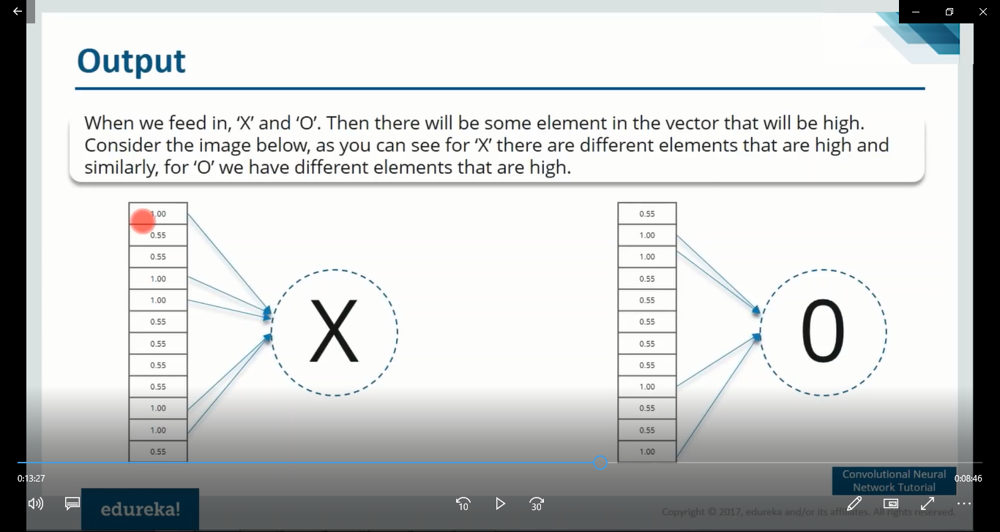 Output
When we feed in, ‘X’ and ‘O’. Then there will be some element in the vector that will be high.
Consider the image below, as you can see for ‘X’ there are different elements that are high and
similarly, for ‘O’ we have different elements that are high.
1.00
0.55
0.55
1.00
1.00
0.55
0.55
0.55
0.55
1.00
1.00
0.55
X
0.55
1.00
1.00
0.55
0.55
0.55
0.55
0.55
1.00
0.55
0.55
1.00
O
0:13:27
0:08:46
Convolutional Neural
Network Tutorial
10
30
edureka!
Copyright © 2017, edureka and/or its affiliates. All rights reserved.